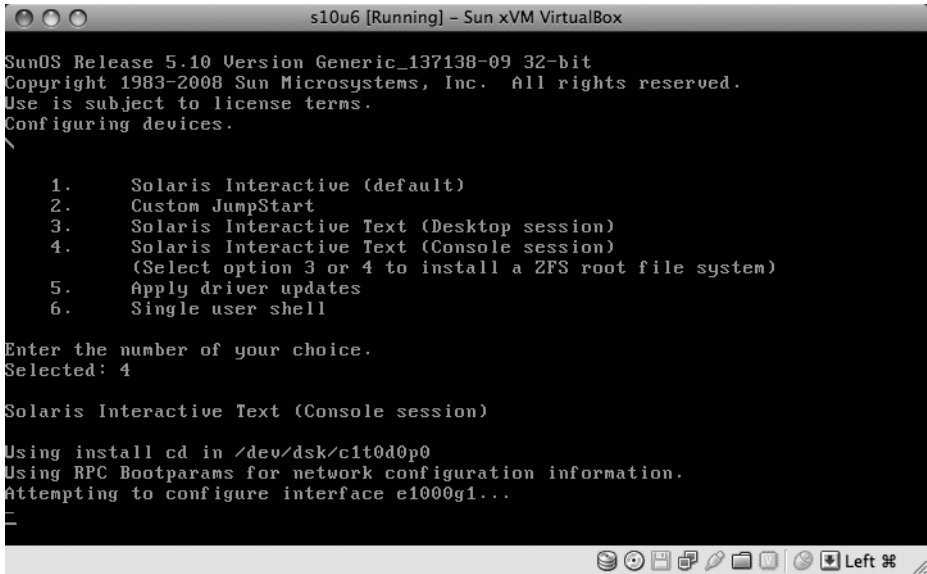 s10u6 [Running] – Sun xVM VirtualBox
SunOS Release 5.10 Version Generic_137138-09 32-bit
Copyright 1983-2008 Sun Microsystems, Inc.  All rights reserved.
Use is subject to license terms.
Configuring devices.
\
1.       Solaris Interactive (default)
2.       Custom JumpStart
3.       Solaris Interactive Text (Desktop session)
4.       Solaris Interactive Text (Console session)
(Select option 3 or 4 to install a ZFS root file system)
5.       Apply driver updates
6.       Single user shell
Enter the number of your choice.
Selected: 4
Solaris Interactive Text (Console session)
Using install cd in /dev/dsk/c1t0d0p0
Using RPC Bootparams for network configuration information.
Attempting to configure interface e1000g1...
Left ⌘